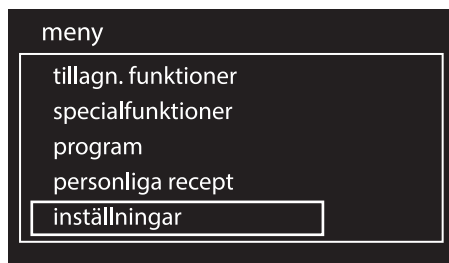 meny
tillagn. funktioner
specialfunktioner
program
personliga recept
inställningar